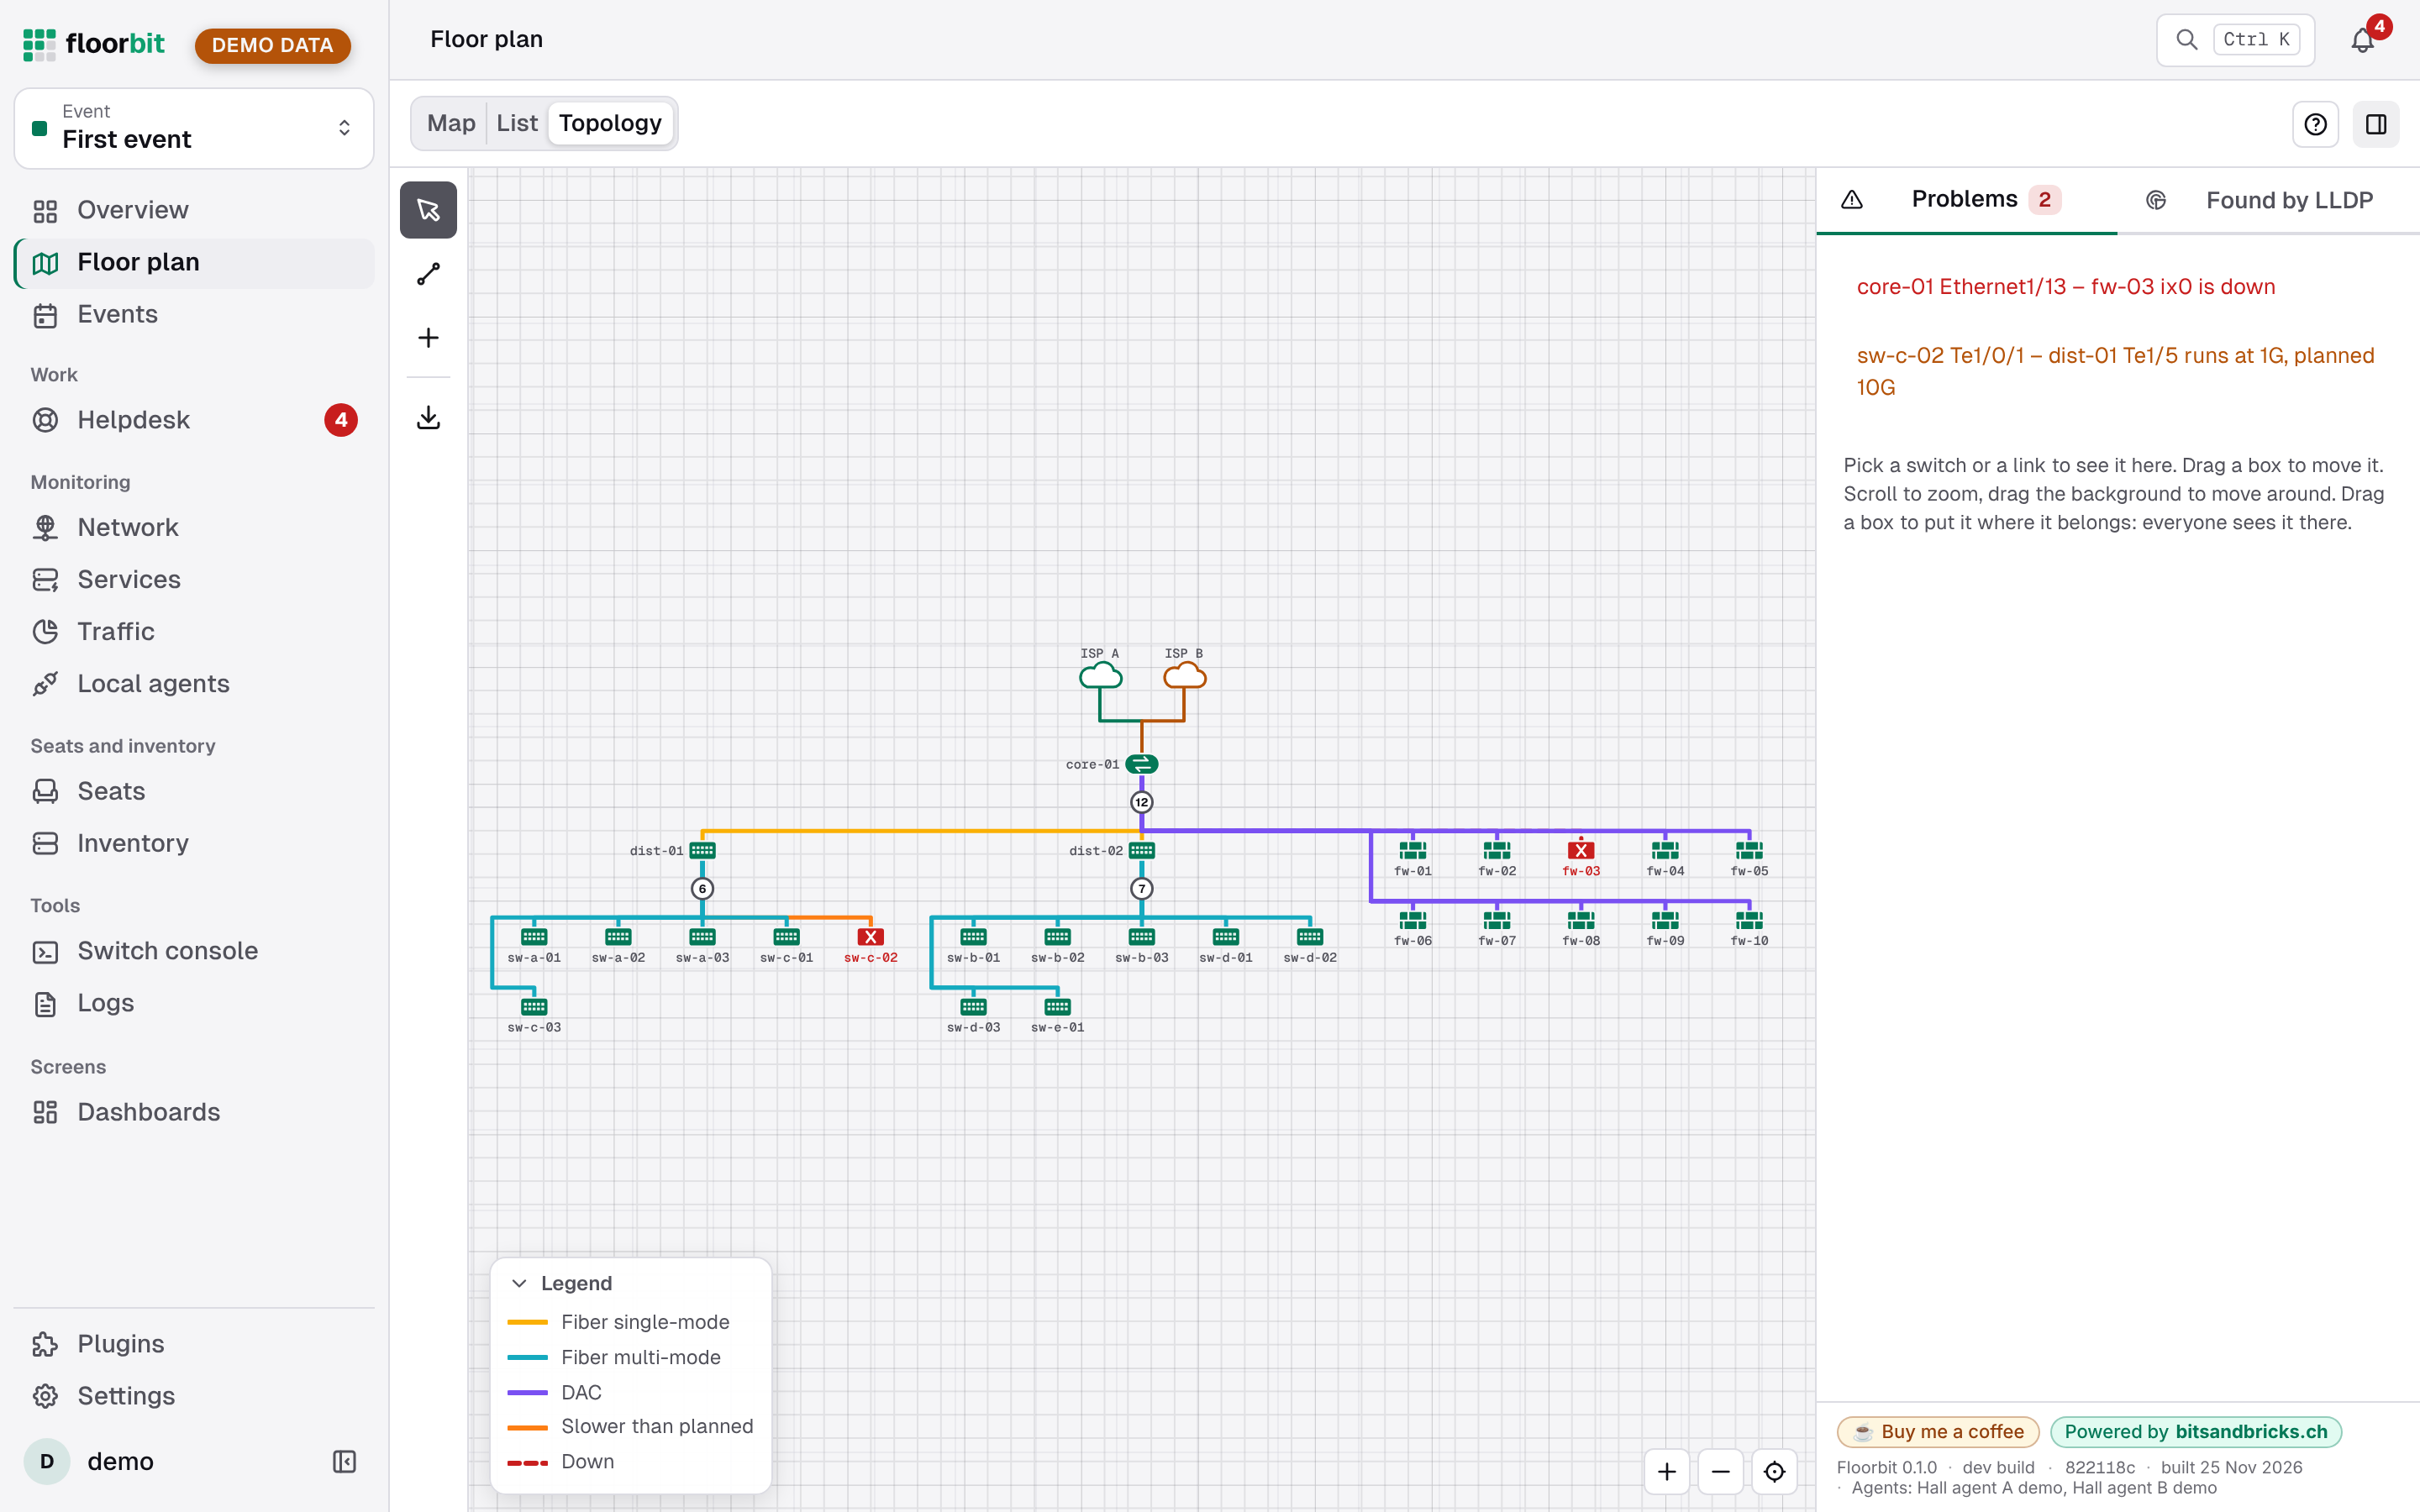 floorbit
DEMO DATA
Event
First event
Overview
Floor plan
Events
Work
Helpdesk
4
Monitoring
Network
Services
Traffic
Local agents
Seats and inventory
Seats
Inventory
Tools
Switch console
Logs
Screens
Dashboards
Plugins
Settings
D
demo
Floor plan
Ctrl K
4
Map
List
Topology
ISP A
ISP B
core-01
12
dist-01
dist-02
fw-01
fw-02
X
fw-03
fw-04
fw-05
6
7
fw-06
fw-07
fw-08
fw-09
fw-10
sw-a-01
sw-a-02
sw-a-03
sw-c-01
X
sw-c-02
sw-b-01
sw-b-02
sw-b-03
sw-d-01
sw-d-02
sw-c-03
sw-d-03
sw-e-01
Legend
Fiber single-mode
Fiber multi-mode
DAC
Slower than planned
Down
Problems 2
Found by LLDP
core-01 Ethernet1/13 – fw-03 ix0 is down
sw-c-02 Te1/0/1 – dist-01 Te1/5 runs at 1G, planned
10G
Pick a switch or a link to see it here. Drag a box to move it.
Scroll to zoom, drag the background to move around. Drag
a box to put it where it belongs: everyone sees it there.
☕ Buy me a coffee
Powered by bitsandbricks.ch
Floorbit 0.1.0 · dev build · 822118c · built 25 Nov 2026
· Agents: Hall agent A demo, Hall agent B demo